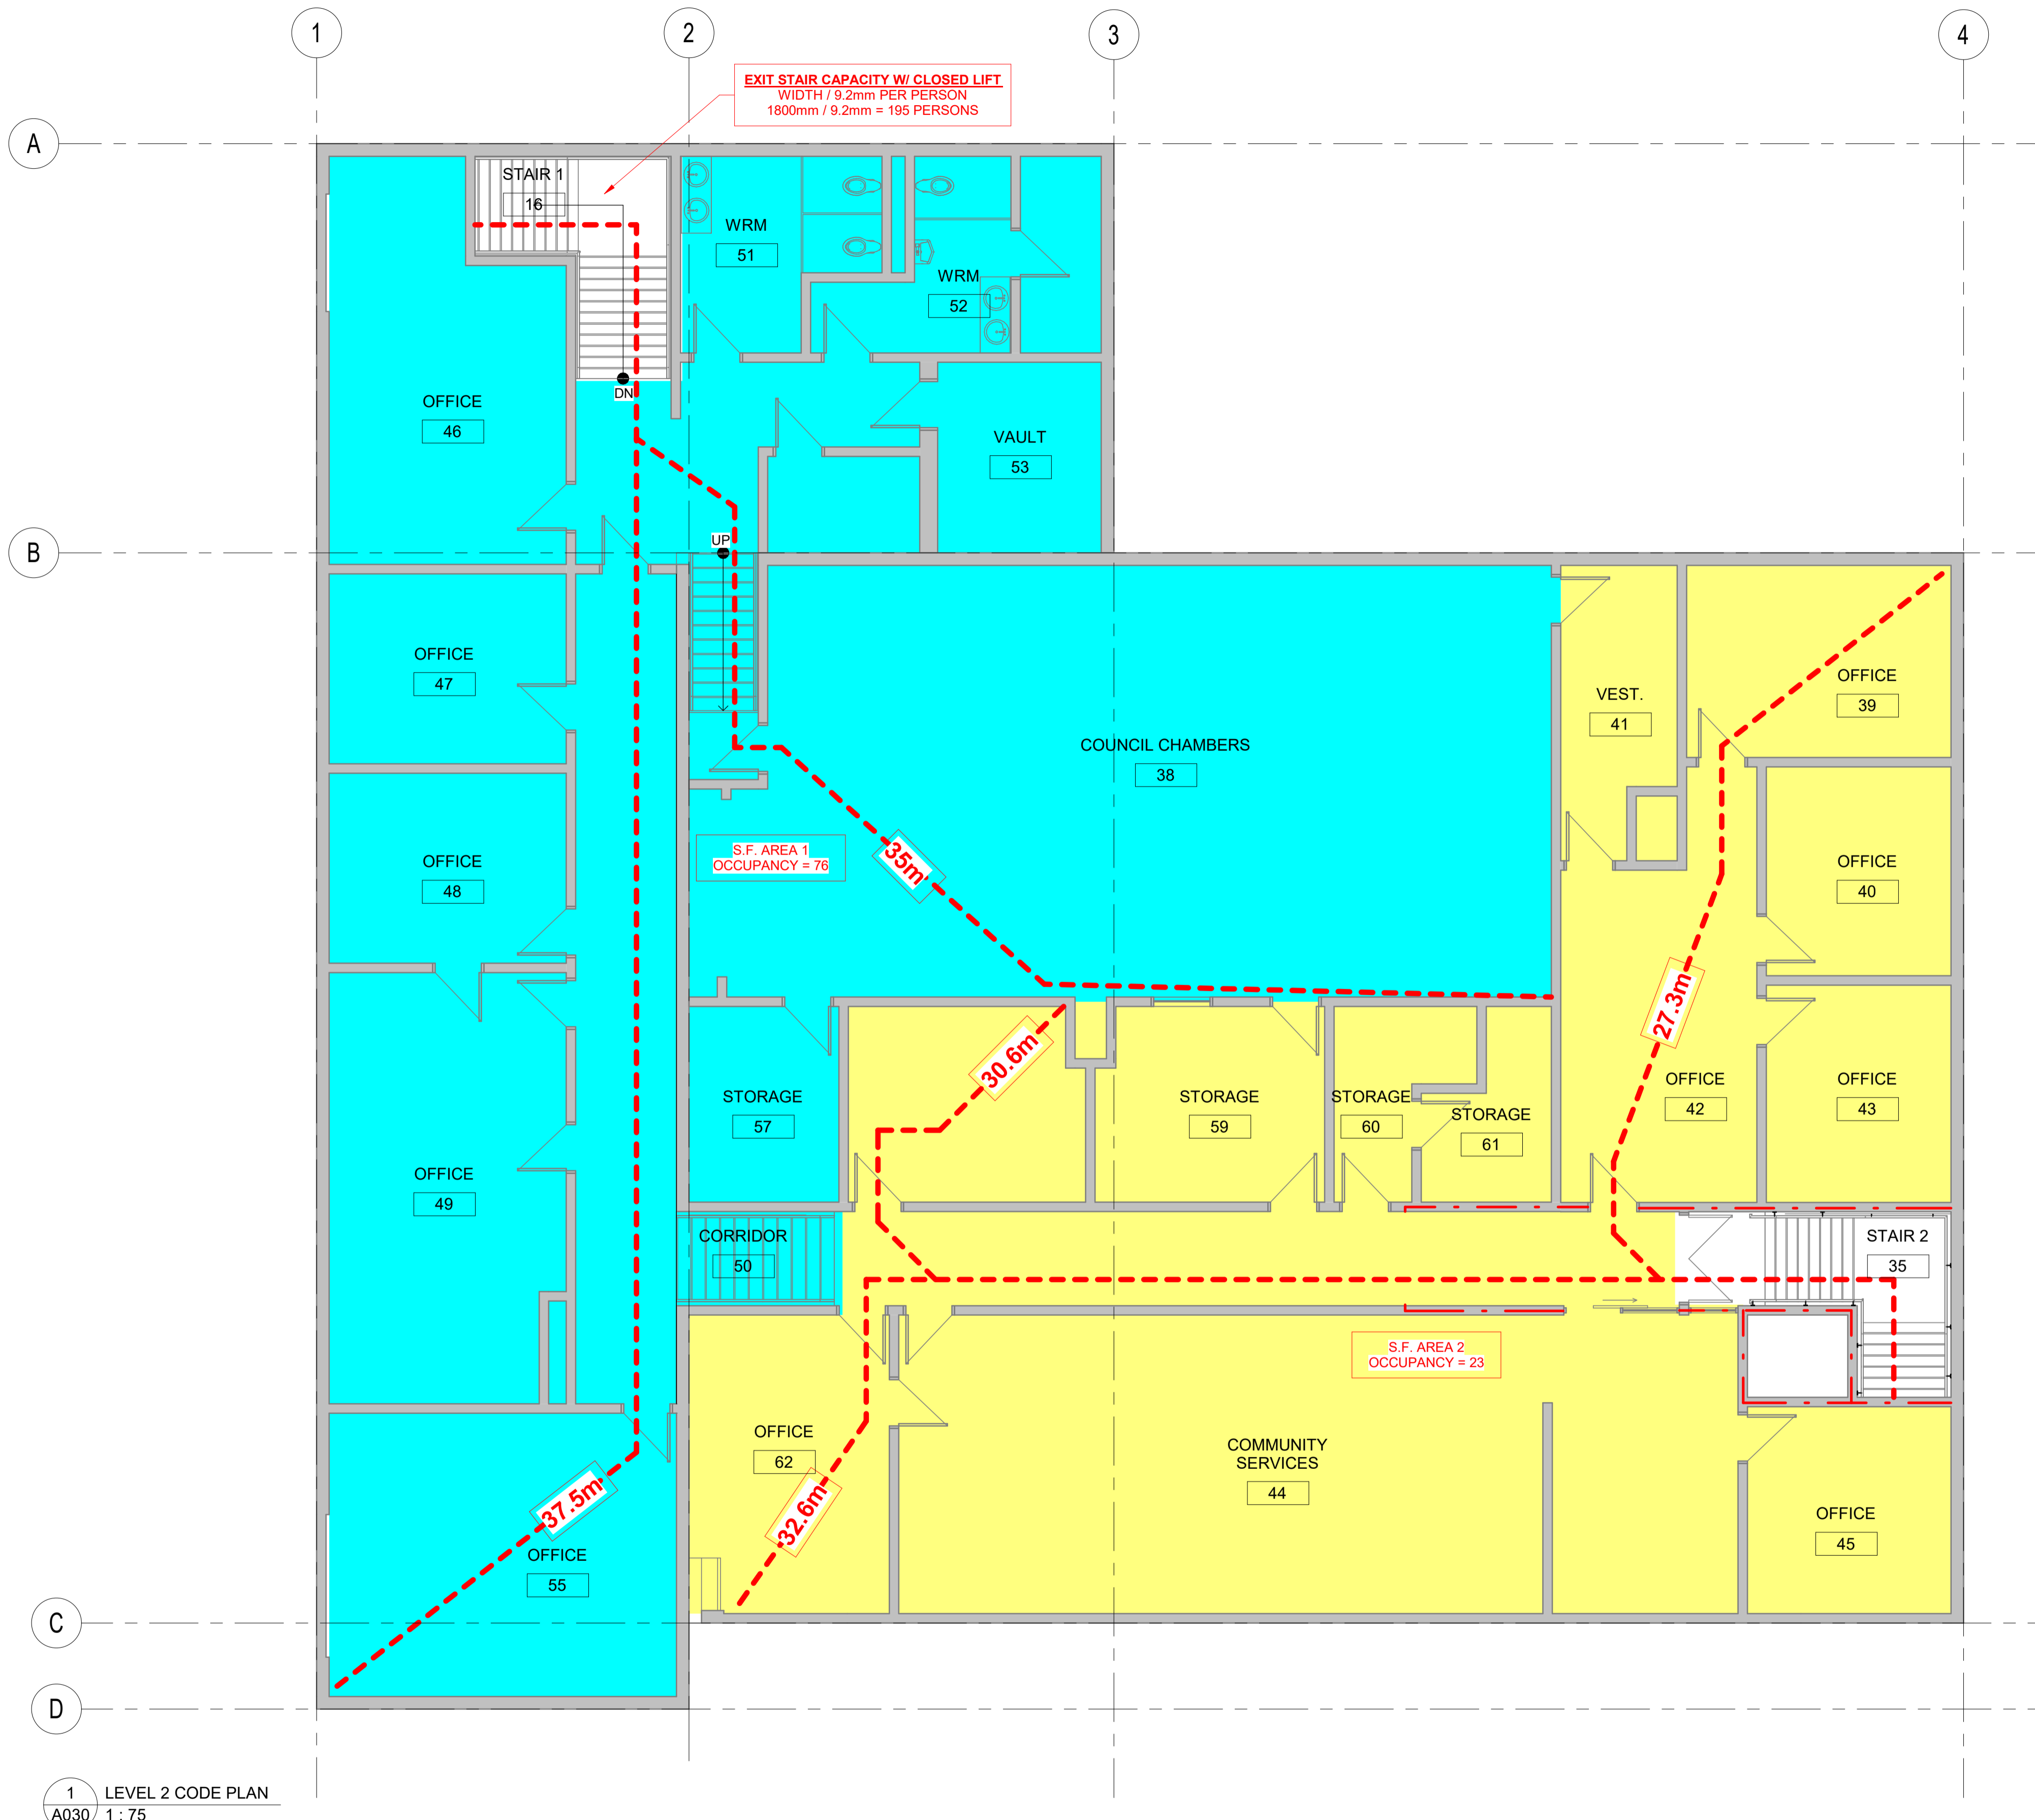 1
2
3
4
EXIT STAIR CAPACITY W/ CLOSED LIFT
WIDTH / 9.2mm PER PERSON
1800mm / 9.2mm = 195 PERSONS
A
STAIR 1
16
WRM
51
WRM
52
DN
OFFICE
46
VAULT
53
B
UP
OFFICE
47
COUNCIL CHAMBERS
38
VEST.
41
OFFICE
39
OFFICE
48
S.F. AREA 1
OCCUPANCY = 76
35m
OFFICE
40
27.3m
30.6m
STORAGE
57
STORAGE
59
STORAGE
60
STORAGE
61
OFFICE
42
OFFICE
43
OFFICE
49
CORRIDOR
50
STAIR 2
35
S.F. AREA 2
OCCUPANCY = 23
OFFICE
62
COMMUNITY
SERVICES
44
37.5m
32.6m
OFFICE
45
OFFICE
55
C
D
1
LEVEL 2 CODE PLAN
A030
1 : 75